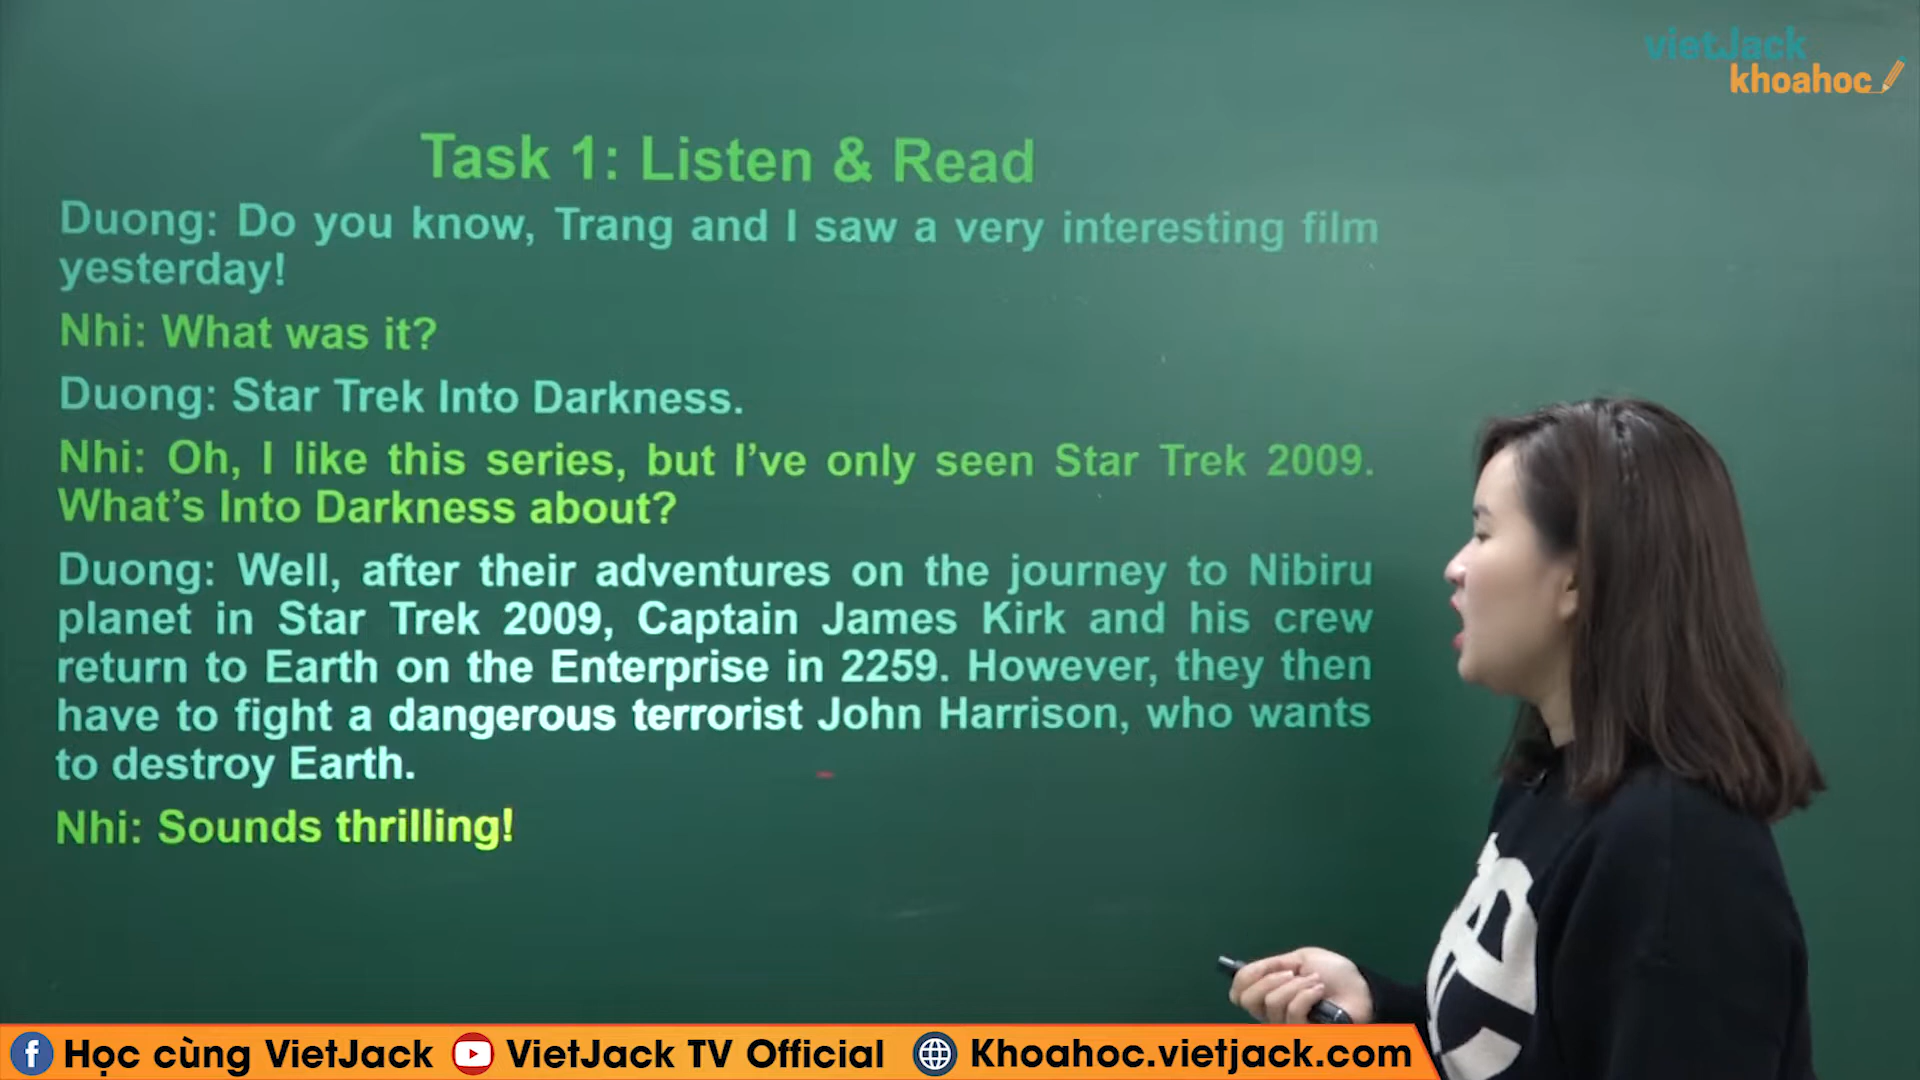 vietJack
khoahoc
Task 1: Listen & Read
Duong: Do you know, Trang and I saw a very interesting film
yesterday!
Nhi: What was it?
Duong: Star Trek Into Darkness.
Nhi: Oh, I like this series, but I’ve only seen Star Trek 2009.
What’s Into Darkness about?
Duong: Well, after their adventures on the journey to Nibiru
planet in Star Trek 2009, Captain James Kirk and his crew
return to Earth on the Enterprise in 2259. However, they then
have to fight a dangerous terrorist John Harrison, who wants
to destroy Earth.
Nhi: Sounds thrilling!
Học cùng VietJack VietJack TV Official Khoahoc.vietjack.com